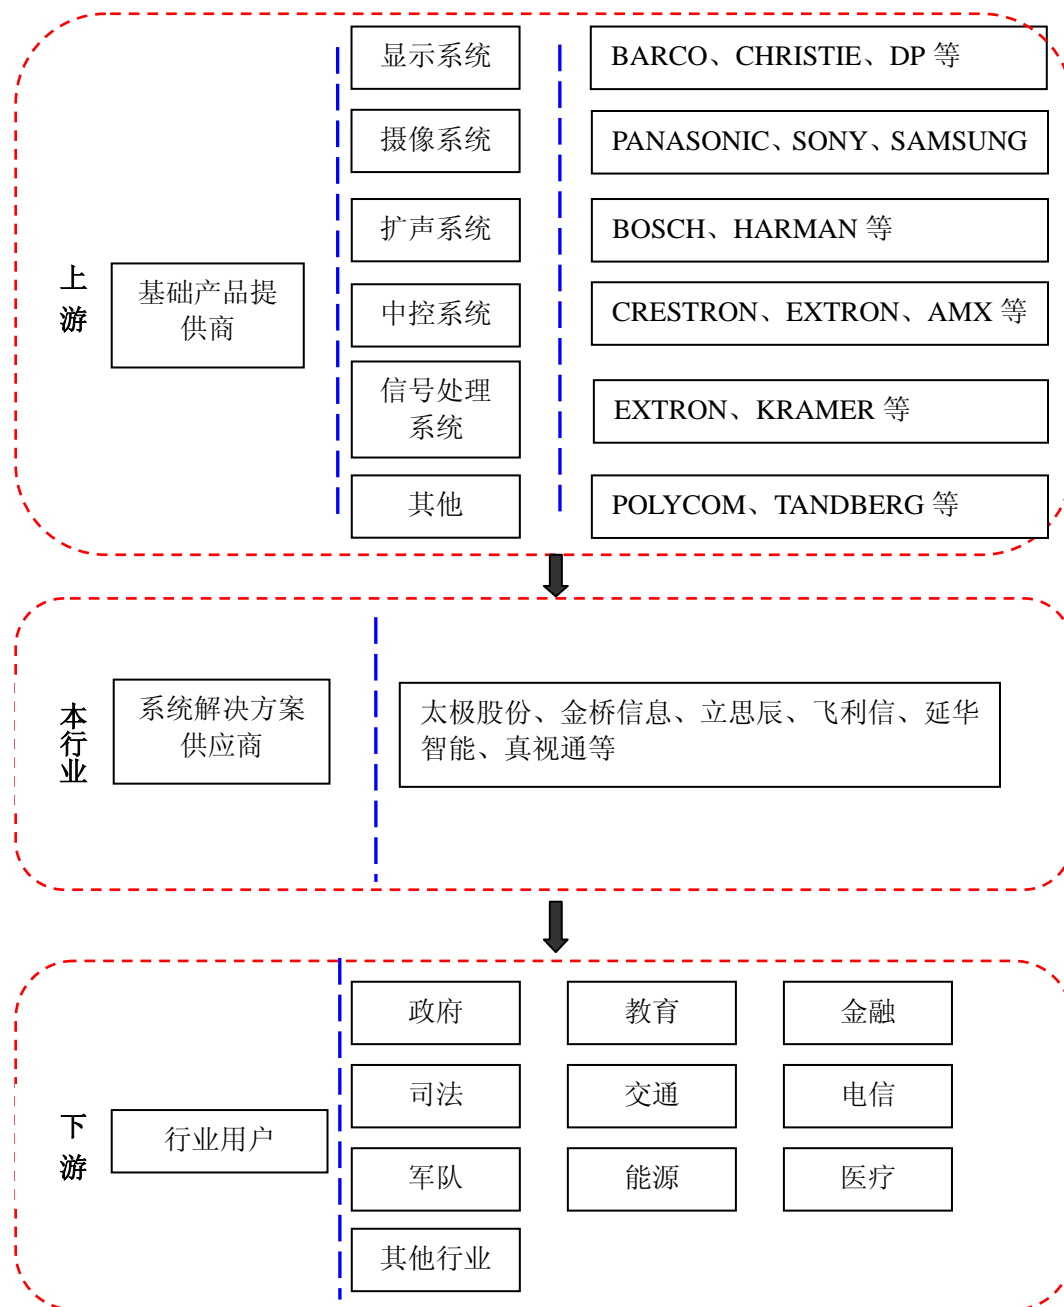 显示系统
BARCO、CHRISTIE、DP 等
摄像系统
PANASONIC、SONY、SAMSUNG
扩声系统
BOSCH、HARMAN 等
上
游
基础产品提
供商
中控系统
CRESTRON、EXTRON、AMX 等
信号处理
系统
EXTRON、KRAMER 等
其他
POLYCOM、TANDBERG 等
本
行
业
系统解决方案
供应商
太极股份、金桥信息、立思辰、飞利信、延华
智能、真视通等
政府
教育
金融
司法
交通
电信
下
游
行业用户
军队
能源
医疗
其他行业